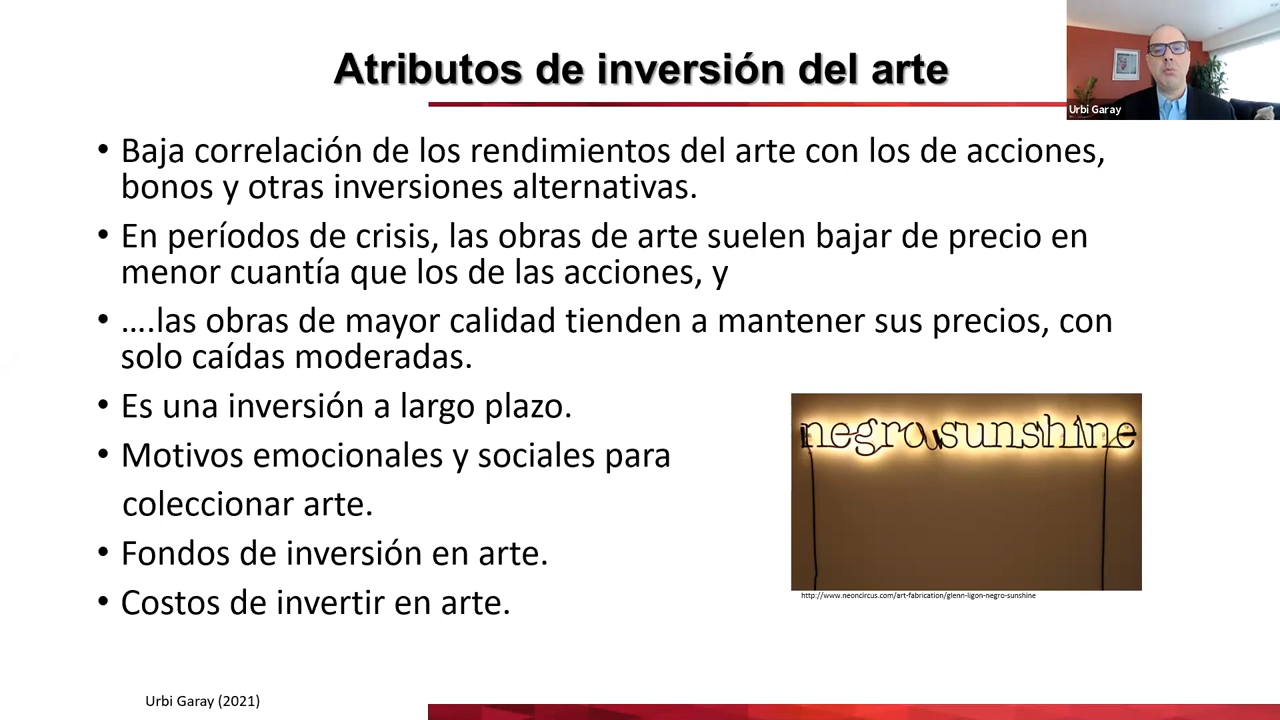 Atributos de inversión del arte
Urbi Garay
• Baja correlación de los rendimientos del arte con los de acciones,
bonos y otras inversiones alternativas.
• En períodos de crisis, las obras de arte suelen bajar de precio en
menor cuantía que los de las acciones, y
• ....las obras de mayor calidad tienden a mantener sus precios, con
solo caídas moderadas.
• Es una inversión a largo plazo.
• Motivos emocionales y sociales para
coleccionar arte.
• Fondos de inversión en arte.
• Costos de invertir en arte.
negro sunshine
http://www.neoncircus.com/art-fabrication/glenn-ligon-negro-sunshine
Urbi Garay (2021)